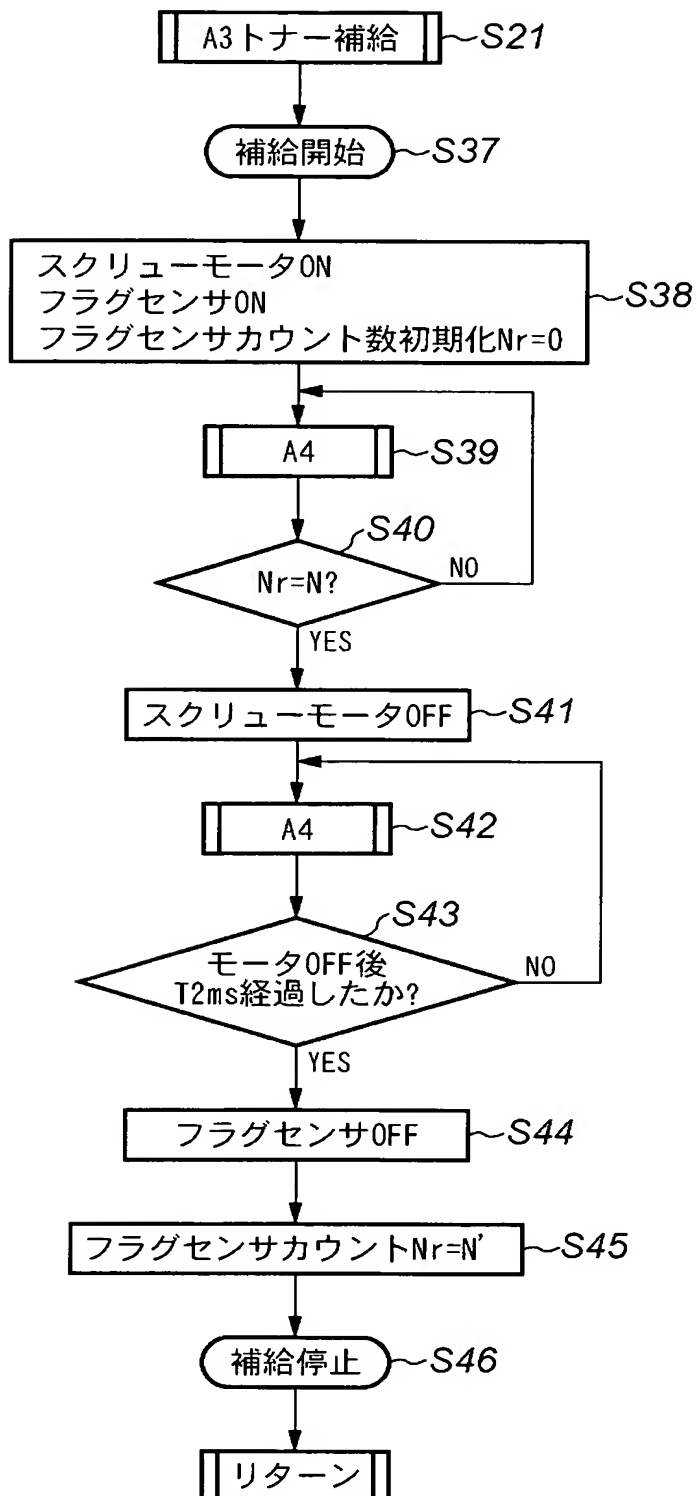 A3トナー補給
S21
補給開始
S37
スクリューモータON
フラグセンサON
フラグセンサカウント数初期化Nr=0
S38
A4
S39
S40
Nr=N?
NO
YES
スクリューモータOFF
S41
A4
S42
S43
モータOFF後
T2ms経過したか?
NO
YES
フラグセンサOFF
S44
フラグセンサカウントNr=N'
S45
補給停止
S46
リターン